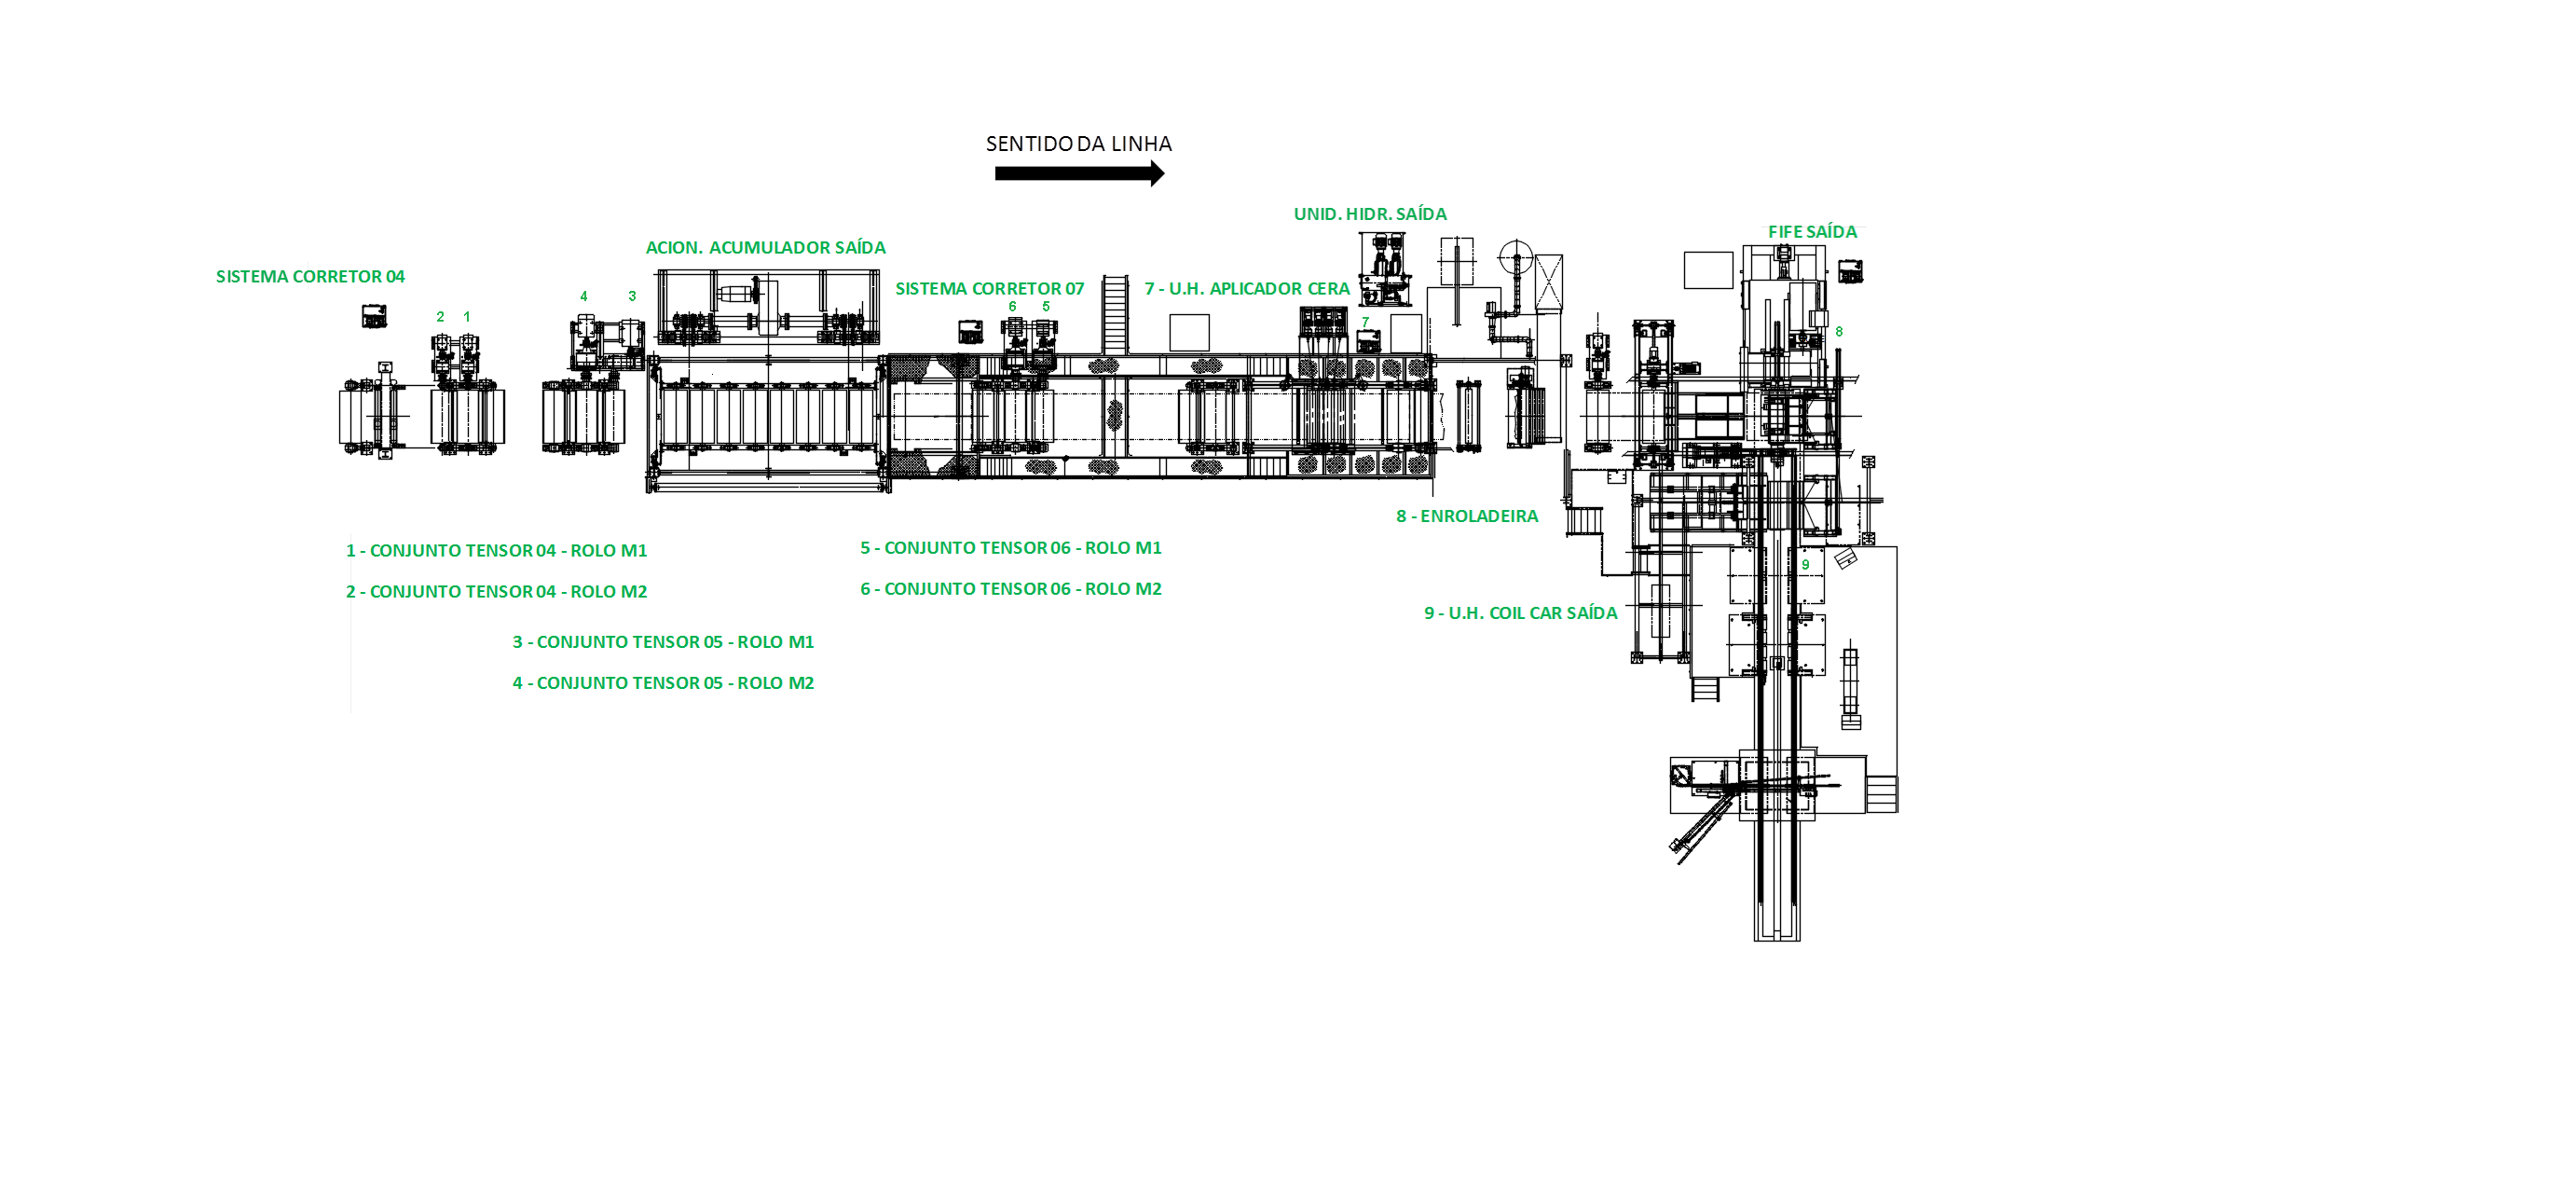 SENTIDO DA LINHA
UNID. HIDR. SAÍDA
FIFE SAÍDA
ACION. ACUMULADOR SAÍDA
SISTEMA CORRETOR 04
SISTEMA CORRETOR 07
7 - U.H. APLICADOR CERA
4
3
6
5
2
1
7
8
8 - ENROLADEIRA
1 - CONJUNTO TENSOR 04 - ROLO M1
5 - CONJUNTO TENSOR 06 - ROLO M1
9
2 - CONJUNTO TENSOR 04 - ROLO M2
6 - CONJUNTO TENSOR 06 - ROLO M2
9 - U.H. COIL CAR SAÍDA
3 - CONJUNTO TENSOR 05 - ROLO M1
4 - CONJUNTO TENSOR 05 - ROLO M2